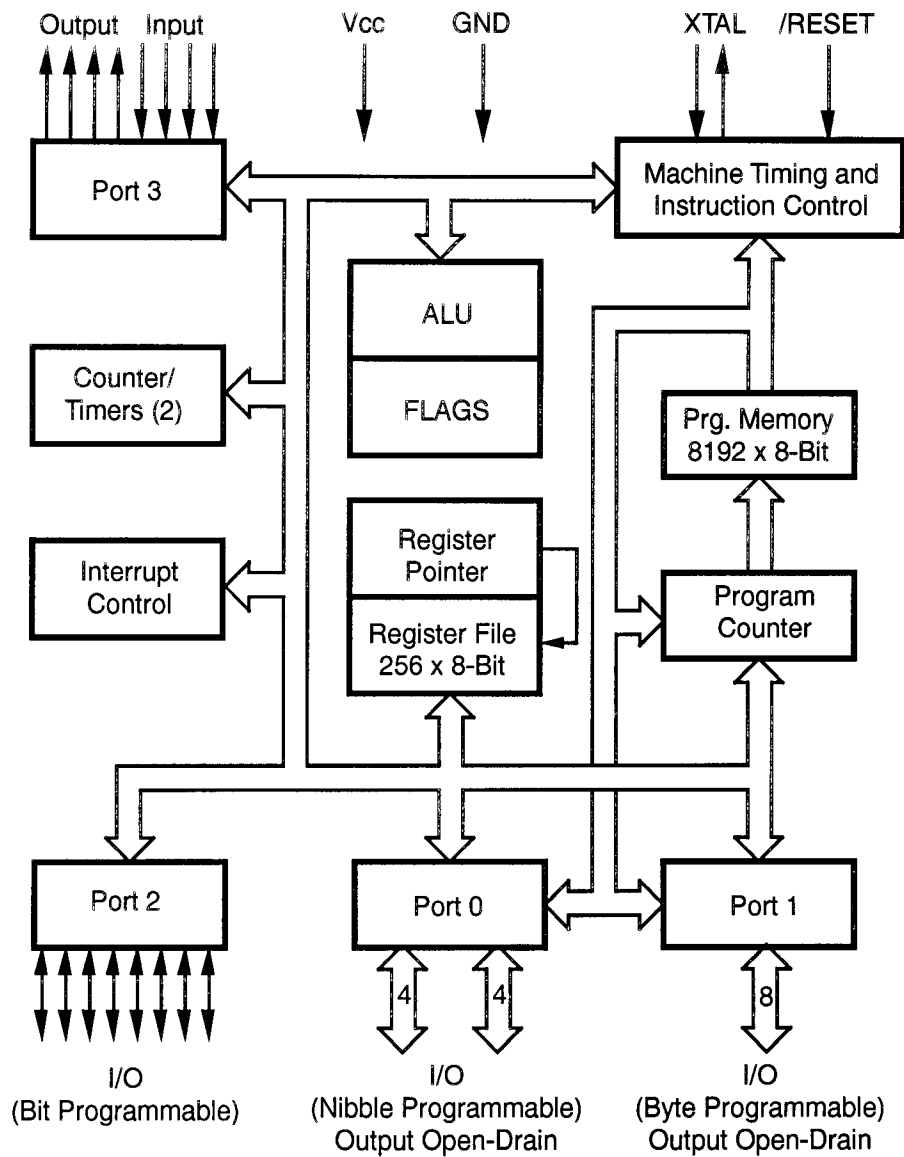 Output Input Vcc GND XTAL /RESET
Port 3
Machine Timing and
Instruction Control
ALU
FLAGS
Counter/
Timers (2)
Prg. Memory
8192 x 8-Bit
Interrupt
Control
Register
Pointer
Register File
256 x 8-Bit
Program
Counter
Port 2
Port 0
Port 1
4
4
8
I/O
(Bit Programmable)
I/O
(Nibble Programmable)
Output Open-Drain
I/O
(Byte Programmable)
Output Open-Drain